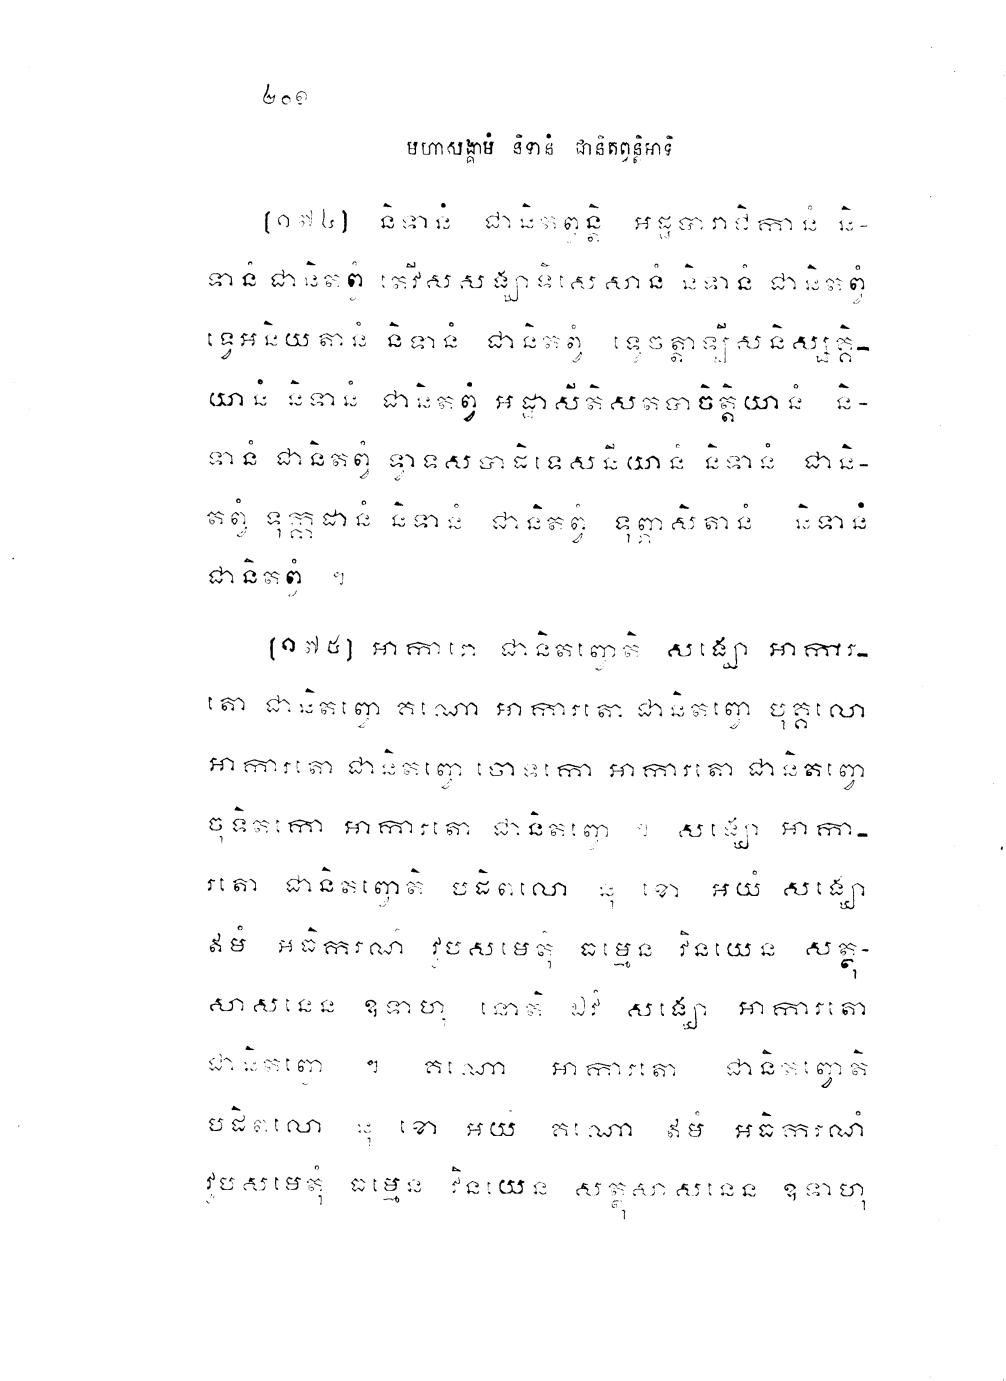 ២០១
មហាសង្គាមំ និទានំ ជានិតព្វន្តិអាទិ
[១៧៤] និទានំ ជានិតព្វន្តិ អដ្ឋបារាជិកានំ និ-
ទានំ ជានិតព្វំ តេវីសសង្ឃាទិសេសានំ និទានំ ជានិតព្វំ
ទ្វេអនិយតានំ និទានំ ជានិតព្វំ ទ្វេចត្តាឡីសនិស្សគ្គិ-
យានំ និទានំ ជានិតព្វំ អដ្ឋាសីតិសតបាចិត្តិយានំ និ-
ទានំ ជានិតព្វំ ទ្វាទសបាដិទេសនីយានំ និទានំ ជានិ-
តព្វំ ទុក្កដានំ និទានំ ជានិតព្វំ ទុព្ភាសិតានំ និទានំ
ជានិតព្វំ ។
[១៧៥] អាការោ ជានិតព្វោតិ សង្ឃោ អាការ-
តោ ជានិតព្វោ គណោ អាការតោ ជានិតព្វោ បុគ្គលោ
អាការតោ ជានិតព្វោ ចោទកោ អាការតោ ជានិតព្វោ
ចុទិតកោ អាការតោ ជានិតព្វោ ។ សង្ឃោ អាកា-
រតោ ជានិតព្វោតិ បដិពលោ នុ ខោ អយំ សង្ឃោ
ឥមំ អធិករណំ វូបសមេតុំ ធម្មេន វិនយេន សត្ថុ-
សាសនេន ឧទាហុ នោតិ ឯវំ សង្ឃោ អាការតោ
ជានិតព្វោ ។ គណោ អាការតោ ជានិតព្វោតិ
បដិពលោ នុ ខោ អយំ គណោ ឥមំ អធិករណំ
វូបសមេតុំ ធម្មេន វិនយេន សត្ថុសាសនេន ឧទាហុ